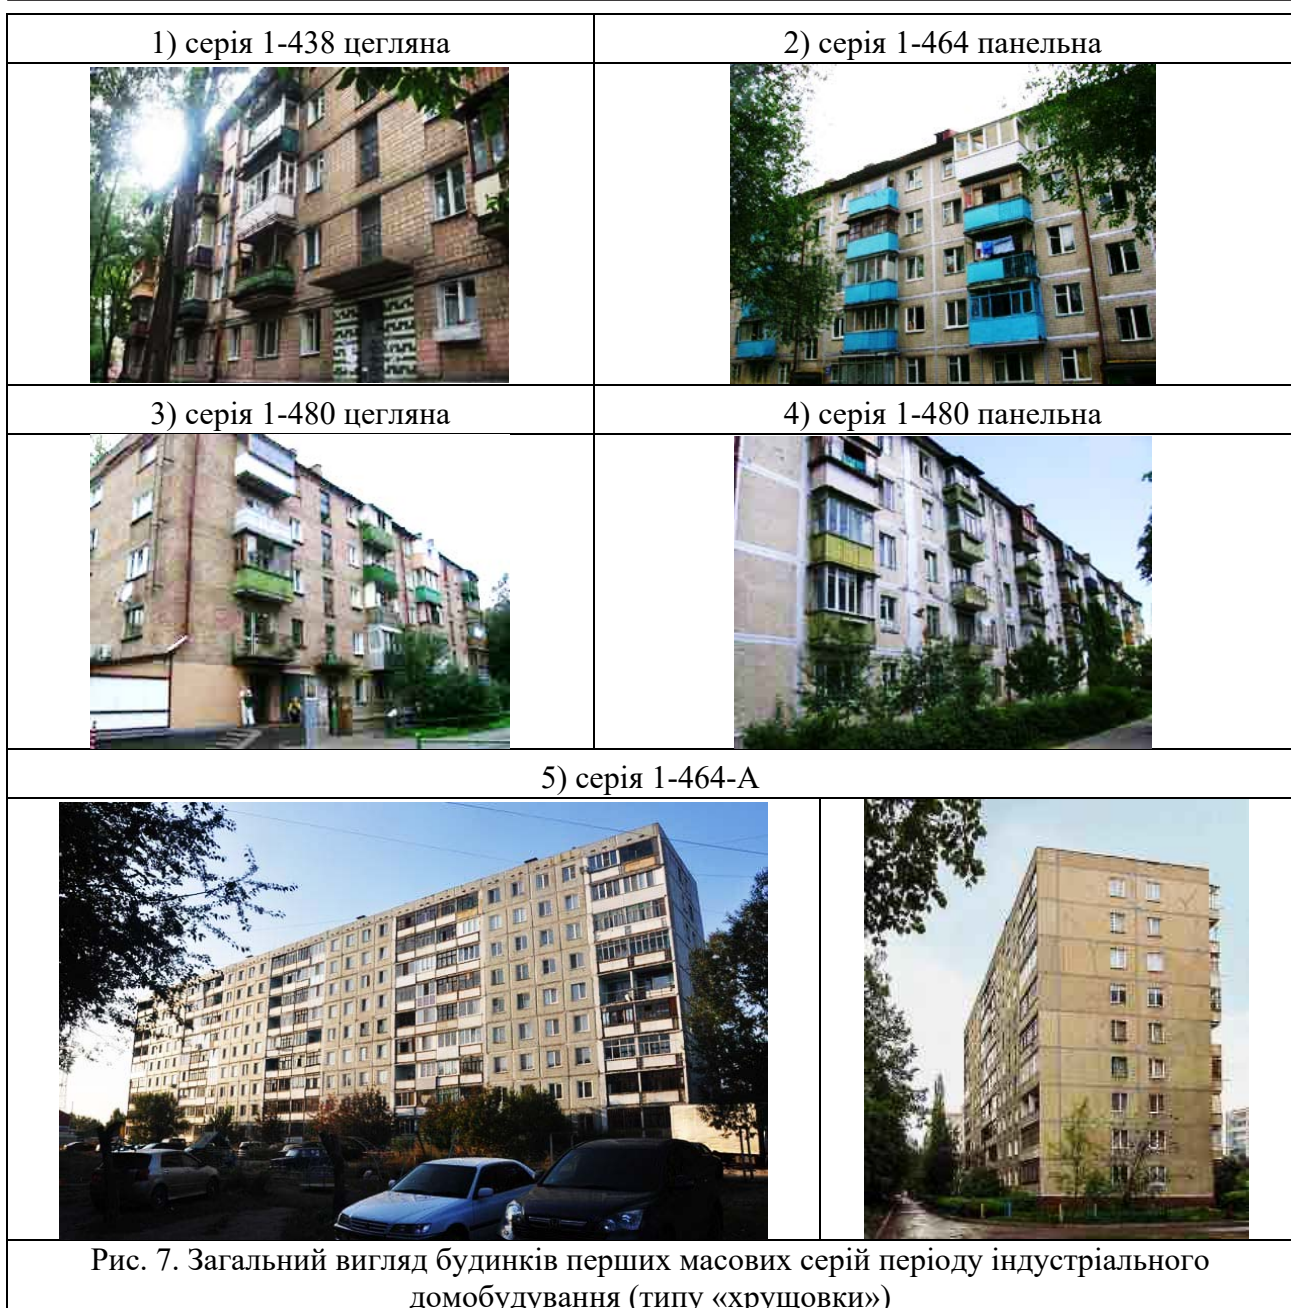 1) серія 1-438 цегляна
2) серія 1-464 панельна
3) серія 1-480 цегляна
4) серія 1-480 панельна
5) серія 1-464-А
Рис. 7. Загальний вигляд будинків перших масових серій періоду індустріального
домобудування (типу «хрущовки»)